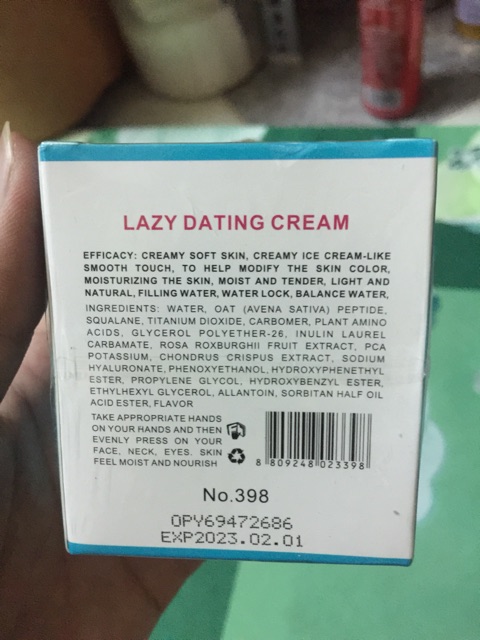 LAZY DATING CREAM
EFFICACY: CREAMY SOFT SKIN, CREAMY ICE CREAM-LIKE
SMOOTH TOUCH, TO HELP MODIFY THE SKIN COLOR,
MOISTURIZING THE SKIN, MOIST AND TENDER, LIGHT AND
NATURAL, FILLING WATER, WATER LOCK, BALANCE WATER,
INGREDIENTS: WATER, OAT (AVENA SATIVA) PEPTIDE,
SQUALANE, TITANIUM DIOXIDE, CARBOMER, PLANT AMINO
ACIDS, GLYCEROL POLYETHER-26, INULIN LAUREL
CARBAMATE, ROSA ROXBURGHII FRUIT EXTRACT, PCA
POTASSIUM, CHONDRUS CRISPUS EXTRACT, SODIUM
HYALURONATE, PHENOXYETHANOL, HYDROXYPHENETHYL
ESTER, PROPYLENE GLYCOL, HYDROXYBENZYL ESTER,
ETHYLHEXYL GLYCEROL, ALLANTOIN, SORBITAN HALF OIL
ACID ESTER, FLAVOR
TAKE APPROPRIATE HANDS
ON YOUR HANDS AND THEN
EVENLY PRESS ON YOUR
FACE, NECK, EYES. SKIN
FEEL MOIST AND NOURISH
8 809248 023398
No.398
OPY69472686
EXP2023.02.01